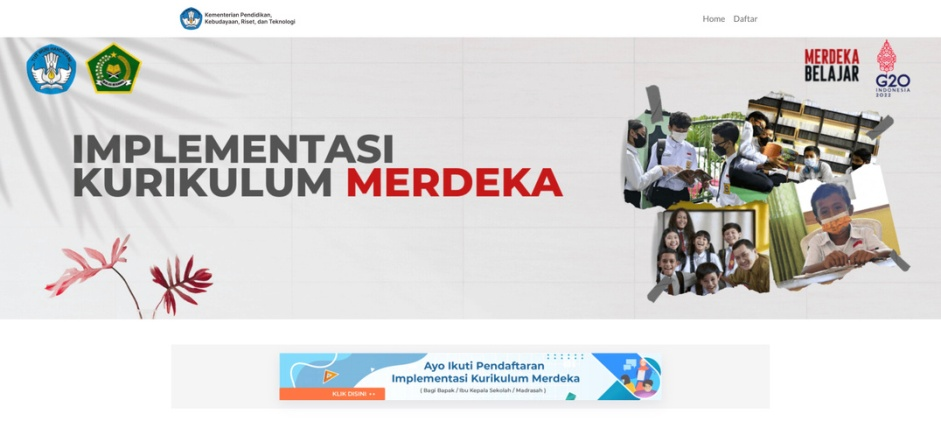 Kementerian Pendidikan,
Kebudayaan, Riset, dan Teknologi
Home Daftar
MERDEKA
BELAJAR
G20
INDONESIA
2022
IMPLEMENTASI
KURIKULUM MERDEKA
Ayo Ikuti Pendaftaran
Implementasi Kurikulum Merdeka
( Bagi Bapak / Ibu Kepala Sekolah / Madrasah )
KLIK DISINI